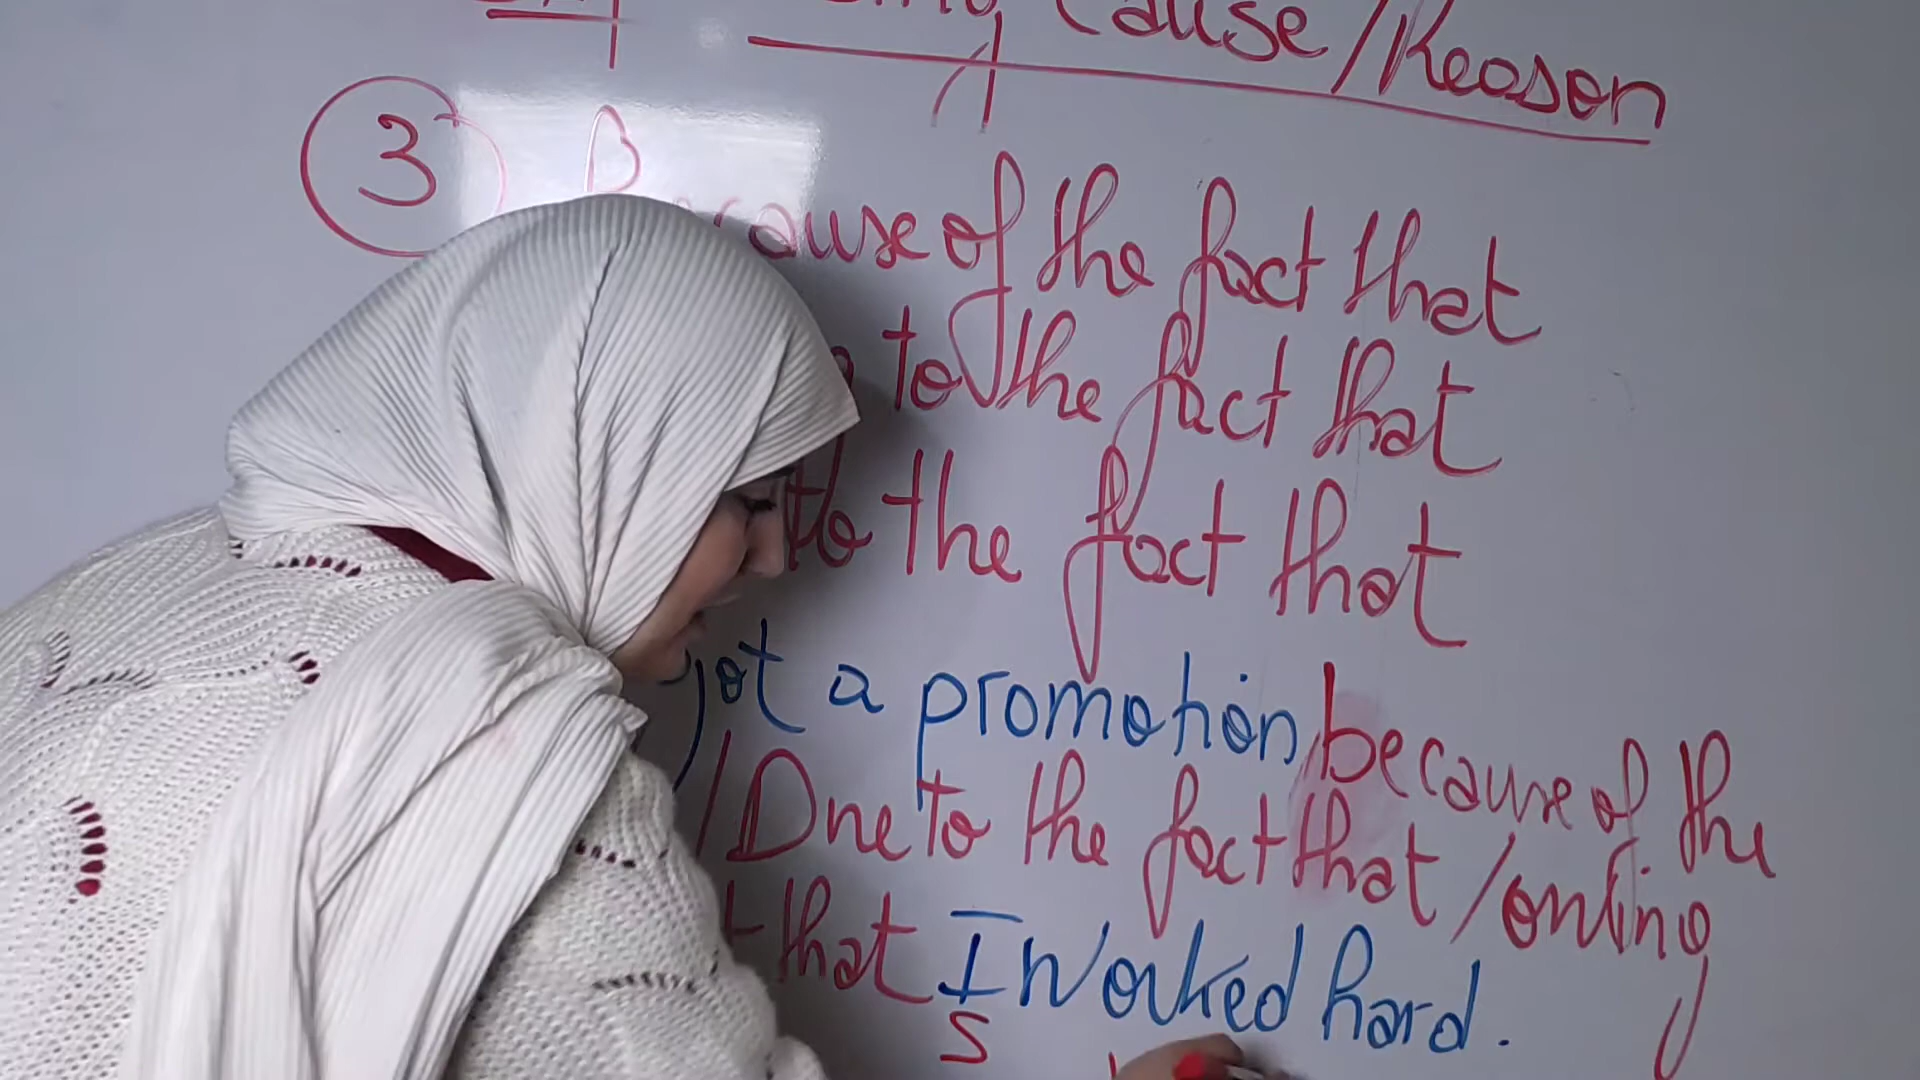 Cause/Reason
3 Because of the fact that
to the fact that
to the fact that
got a promotion, because of the
/Due to the fact that/owing
that I worked hard.
S